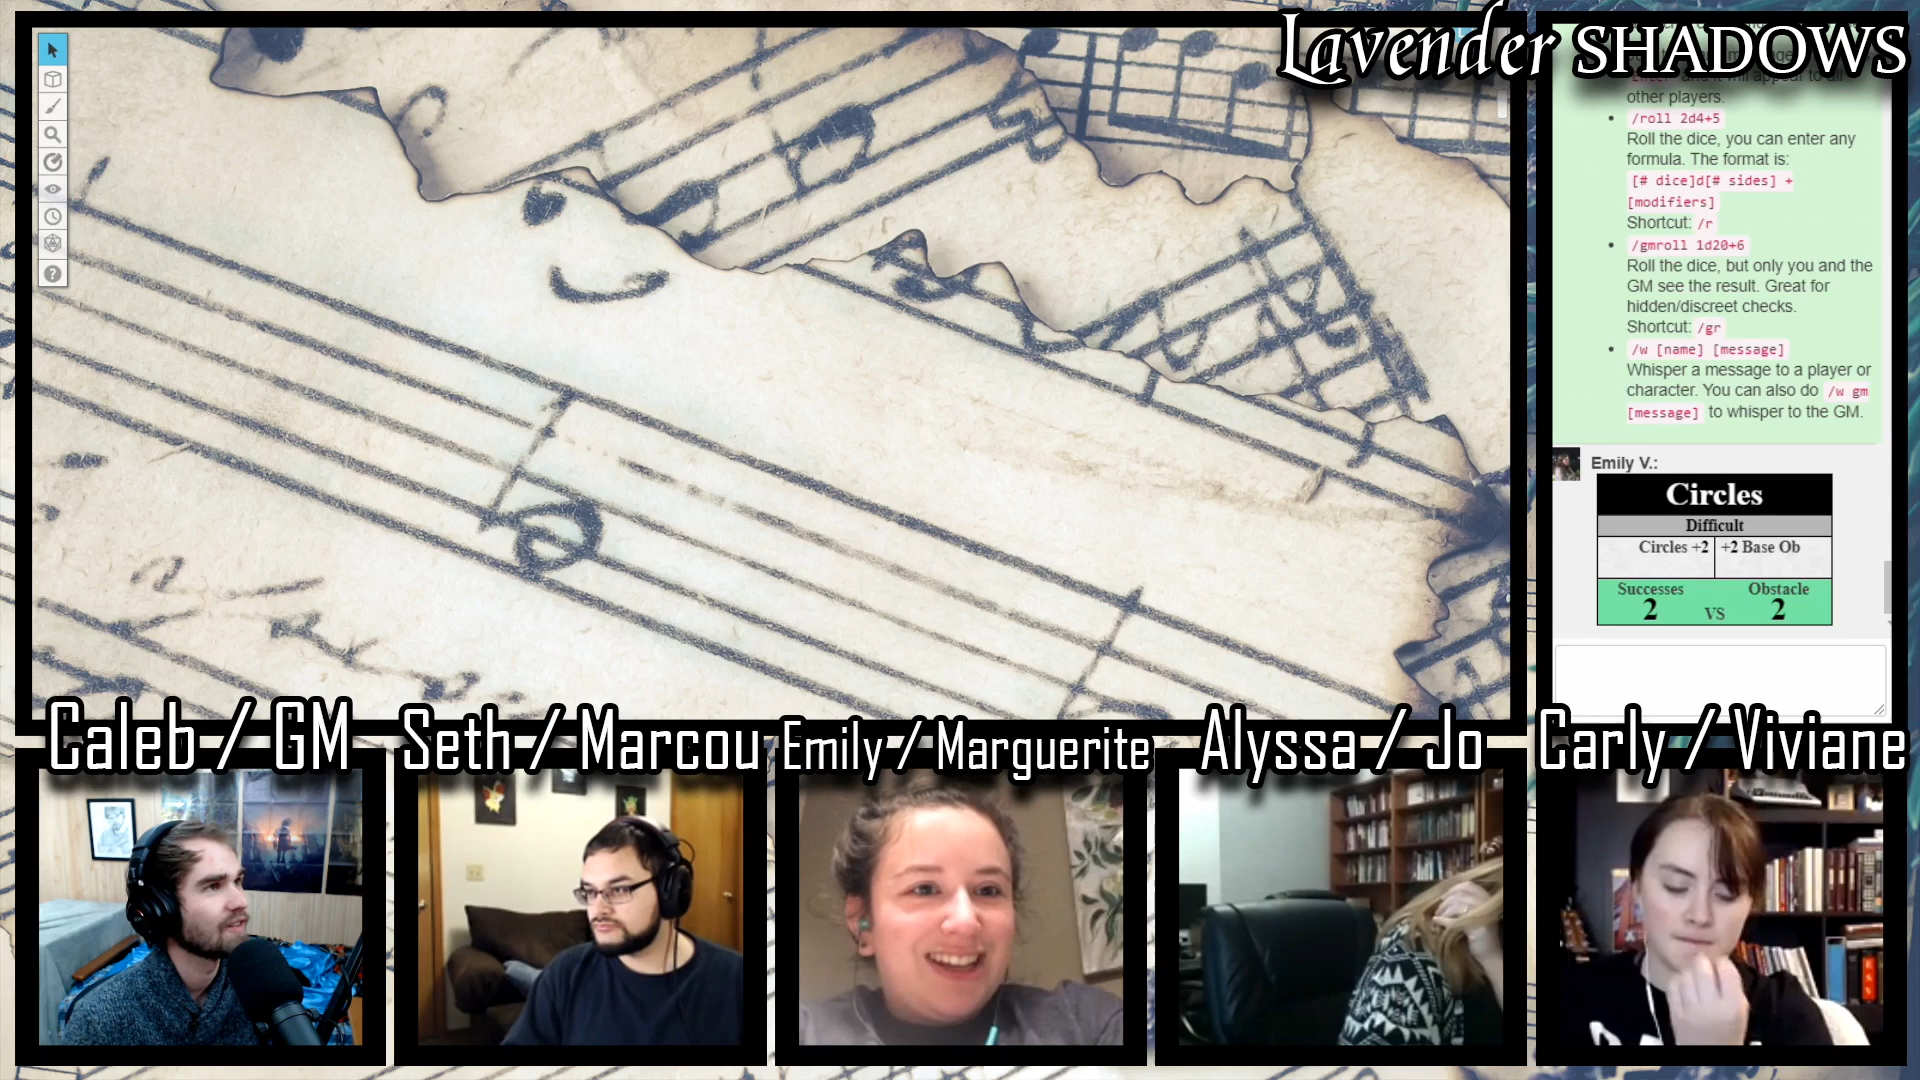 Lavender SHADOWS
other players.
/roll 2d4+5
Roll the dice, you can enter any
formula. The format is:
[# dice]d[# sides] +
[modifiers]
Shortcut: /r
/gmroll 1d20+6
Roll the dice, but only you and the
GM see the result. Great for
hidden/discreet checks.
Shortcut: /gr
/w [name] [message]
Whisper a message to a player or
character. You can also do /w gm
[message] to whisper to the GM.
Emily V.:
Circles
Difficult
Circles +2 +2 Base Ob
Successes Obstacle
2 VS 2
Caleb / GM
Seth / Marcou
Emily / Marguerite
Alyssa / Jo
Carly / Viviane